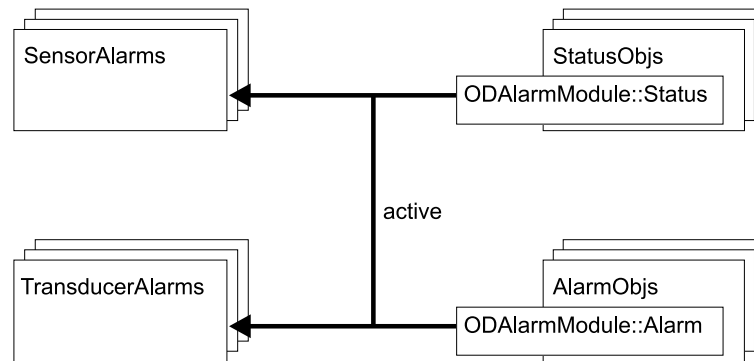 SensorAlarms
StatusObjs
ODAlarmModule::Status
active
TransducerAlarms
AlarmObjs
ODAlarmModule::Alarm